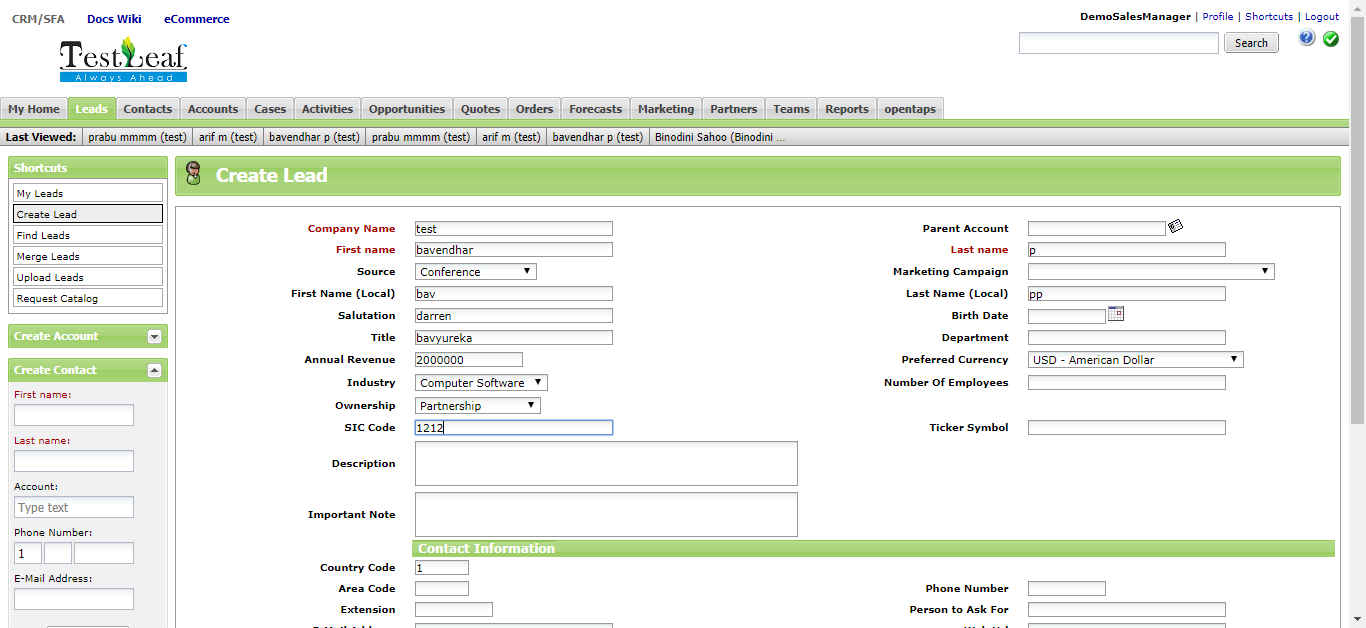 CRM/SFA Docs Wiki eCommerce
DemoSalesManager | Profile | Shortcuts | Logout
TestLeaf
Always Ahead
Search
My Home Leads Contacts Accounts Cases Activities Opportunities Quotes Orders Forecasts Marketing Partners Teams Reports opentaps
Last Viewed: prabu mmmm (test) arif m (test) bavendhar p (test) prabu mmmm (test) arif m (test) bavendhar p (test) Binodini Sahoo (Binodini ...
Shortcuts
My Leads
Create Lead
Find Leads
Merge Leads
Upload Leads
Request Catalog
Create Account
Create Contact
First name:
Last name:
Account:
Type text
Phone Number:
1
E-Mail Address:
Create Lead
Company Name test Parent Account
First name bavendhar Last name p
Source Conference Marketing Campaign
First Name (Local) bav Last Name (Local) pp
Salutation darren Birth Date
Title bavyureka Department
Annual Revenue 2000000 Preferred Currency USD - American Dollar
Industry Computer Software Number Of Employees
Ownership Partnership
SIC Code 1212 Ticker Symbol
Description
Important Note
Contact Information
Country Code 1
Area Code Phone Number
Extension Person to Ask For